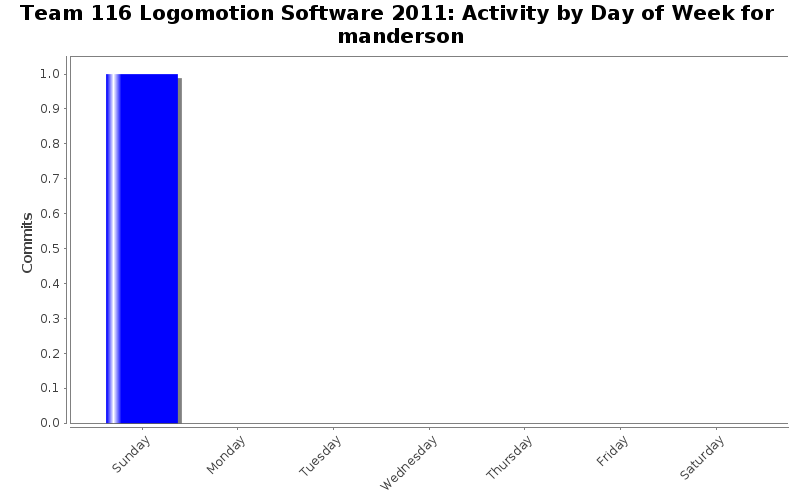 Team 116 Logomotion Software 2011: Activity by Day of Week for
manderson
Commits
1.0
0.9
0.8
0.7
0.6
0.5
0.4
0.3
0.2
0.1
0.0
Sunday
Monday
Tuesday
Wednesday
Thursday
Friday
Saturday